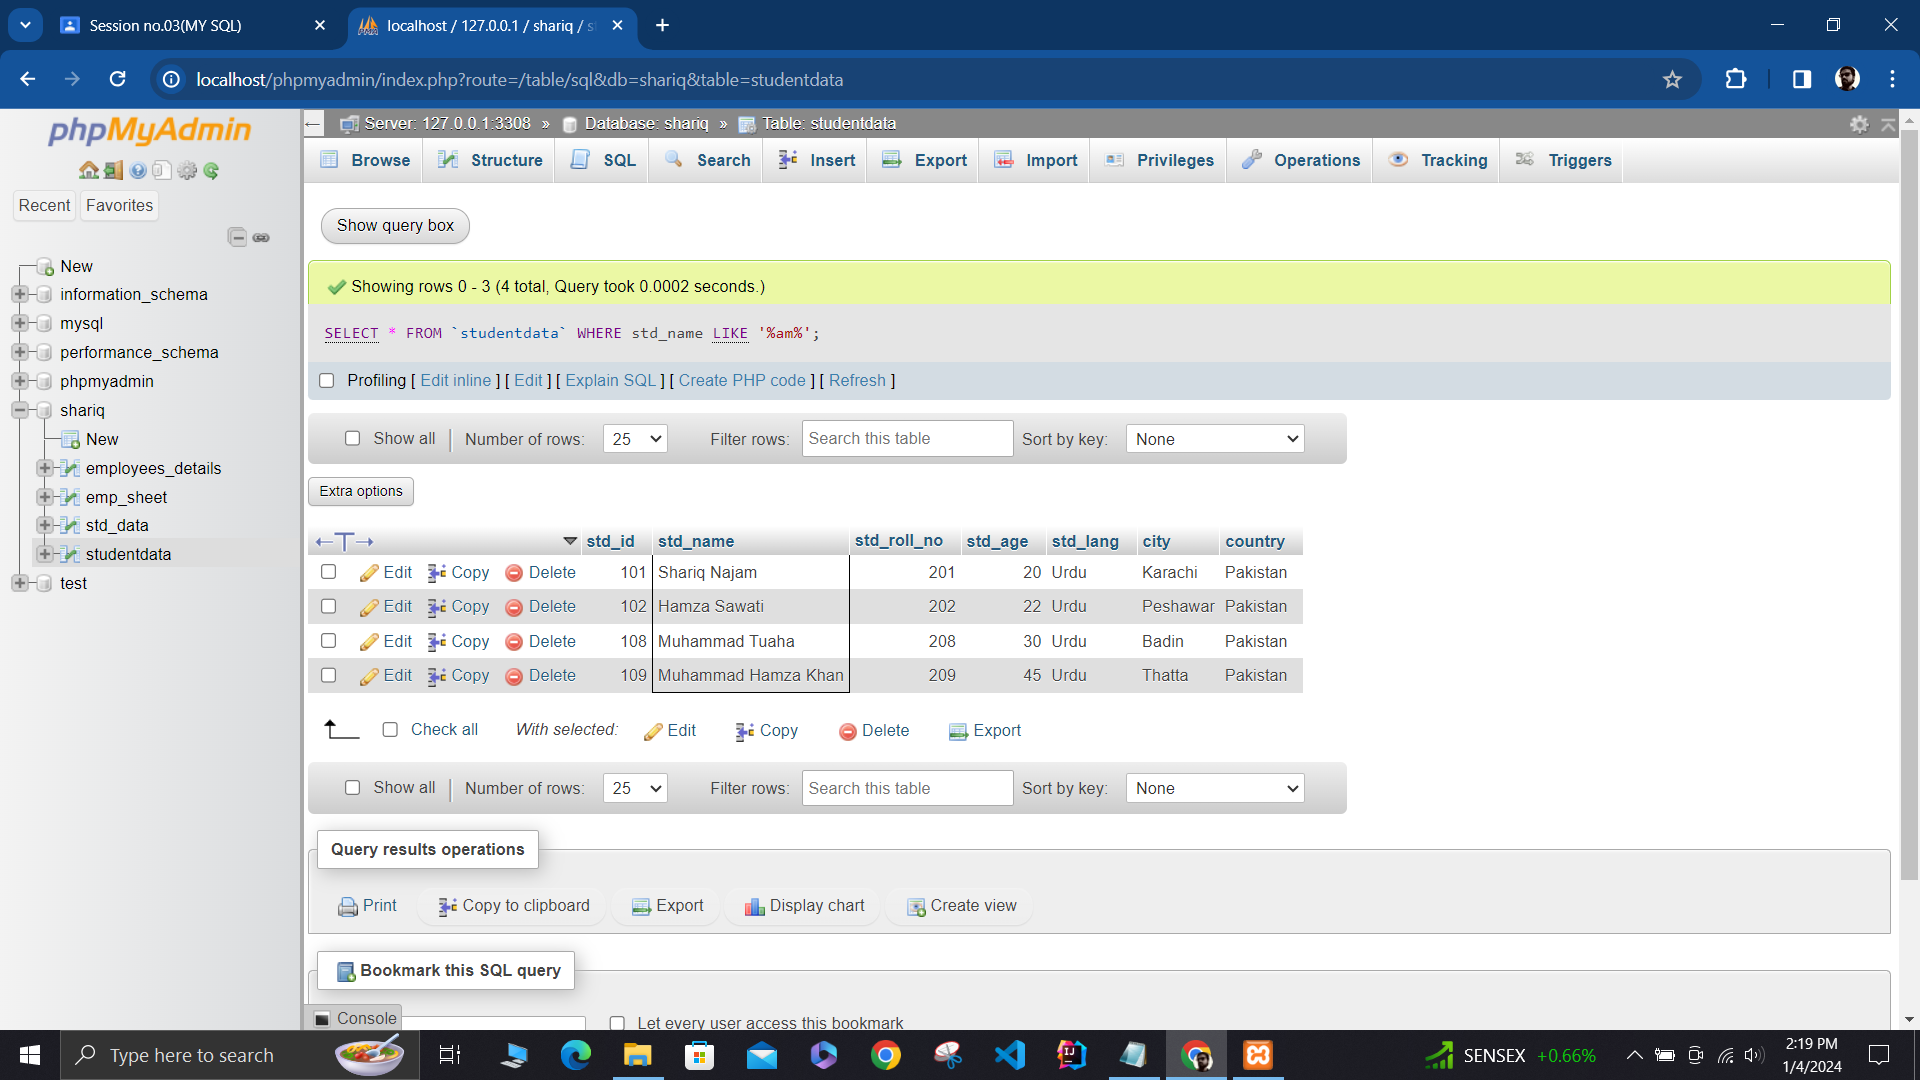 Session no.03(MY SQL)
localhost / 127.0.0.1 / shariq / s
localhost/phpmyadmin/index.php?route=/table/sql&db=shariq&table=studentdata
phpMyAdmin
Recent Favorites
New
information_schema
mysql
performance_schema
phpmyadmin
shariq
New
employees_details
emp_sheet
std_data
studentdata
test
Server: 127.0.0.1:3308 » Database: shariq » Table: studentdata
Browse Structure SQL Search Insert Export Import Privileges Operations Tracking Triggers
Show query box
Showing rows 0 - 3 (4 total, Query took 0.0002 seconds.)
SELECT * FROM `studentdata` WHERE std_name LIKE '%am%';
Profiling [ Edit inline ] [ Edit ] [ Explain SQL ] [ Create PHP code ] [ Refresh ]
Show all | Number of rows: 25 Filter rows: Search this table Sort by key: None
Extra options
←T→ std_id std_name std_roll_no std_age std_lang city country
Edit Copy Delete 101 Shariq Najam 201 20 Urdu Karachi Pakistan
Edit Copy Delete 102 Hamza Sawati 202 22 Urdu Peshawar Pakistan
Edit Copy Delete 108 Muhammad Tuaha 208 30 Urdu Badin Pakistan
Edit Copy Delete 109 Muhammad Hamza Khan 209 45 Urdu Thatta Pakistan
Check all With selected: Edit Copy Delete Export
Show all | Number of rows: 25 Filter rows: Search this table Sort by key: None
Query results operations
Print Copy to clipboard Export Display chart Create view
Bookmark this SQL query
Console
Let every user access this bookmark
Type here to search
SENSEX +0.66%
2:19 PM
1/4/2024